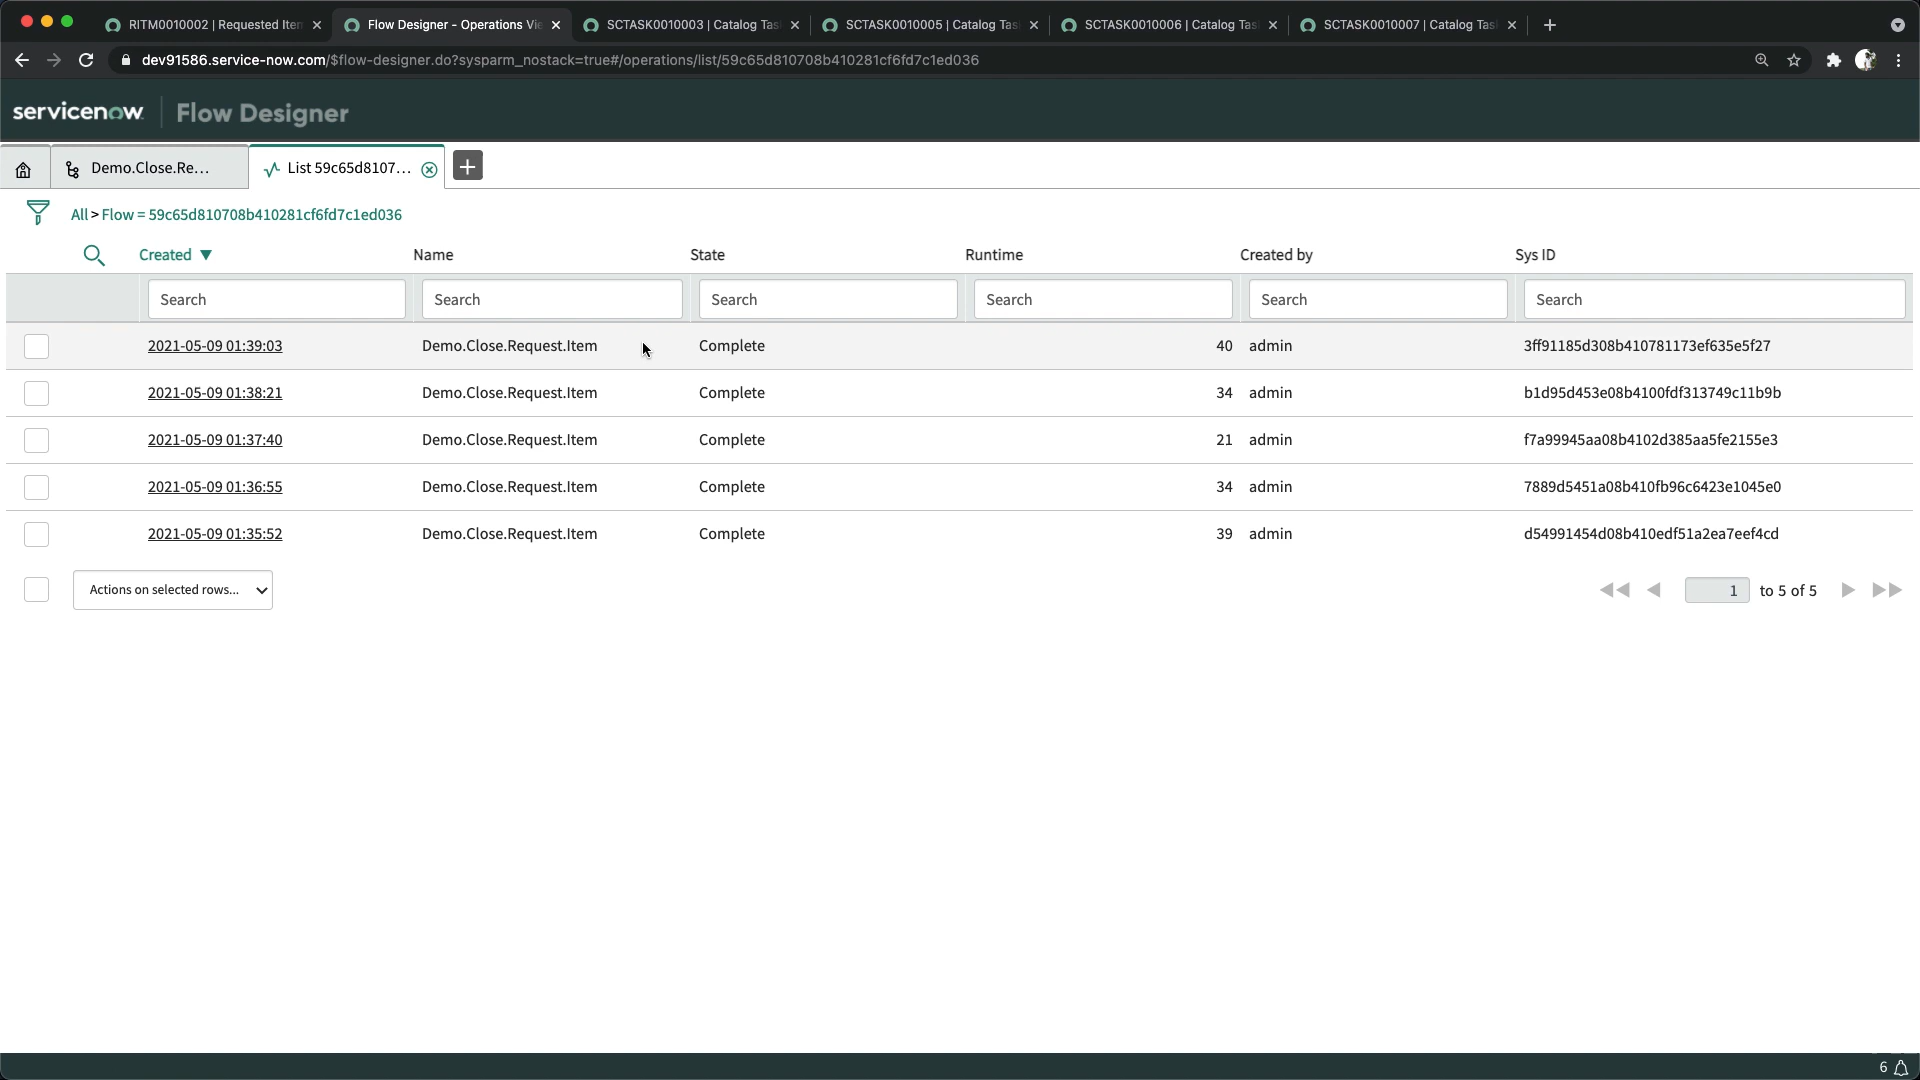 RITM0010002 | Requested Item
Flow Designer - Operations Vie
SCTASK0010003 | Catalog Tas
SCTASK0010005 | Catalog Tas
SCTASK0010006 | Catalog Tas
SCTASK0010007 | Catalog Tas
dev91586.service-now.com/$flow-designer.do?sysparm_nostack=true#/operations/list/59c65d810708b410281cf6fd7c1ed036
servicenow Flow Designer
Demo.Close.Re...
List 59c65d8107...
All > Flow = 59c65d810708b410281cf6fd7c1ed036
Created ▼ Name State Runtime Created by Sys ID
Search Search Search Search Search Search
2021-05-09 01:39:03 Demo.Close.Request.Item Complete 40 admin 3ff91185d308b410781173ef635e5f27
2021-05-09 01:38:21 Demo.Close.Request.Item Complete 34 admin b1d95d453e08b4100fdf313749c11b9b
2021-05-09 01:37:40 Demo.Close.Request.Item Complete 21 admin f7a99945aa08b4102d385aa5fe2155e3
2021-05-09 01:36:55 Demo.Close.Request.Item Complete 34 admin 7889d5451a08b410fb96c6423e1045e0
2021-05-09 01:35:52 Demo.Close.Request.Item Complete 39 admin d54991454d08b410edf51a2ea7eef4cd
Actions on selected rows... 1 to 5 of 5
6